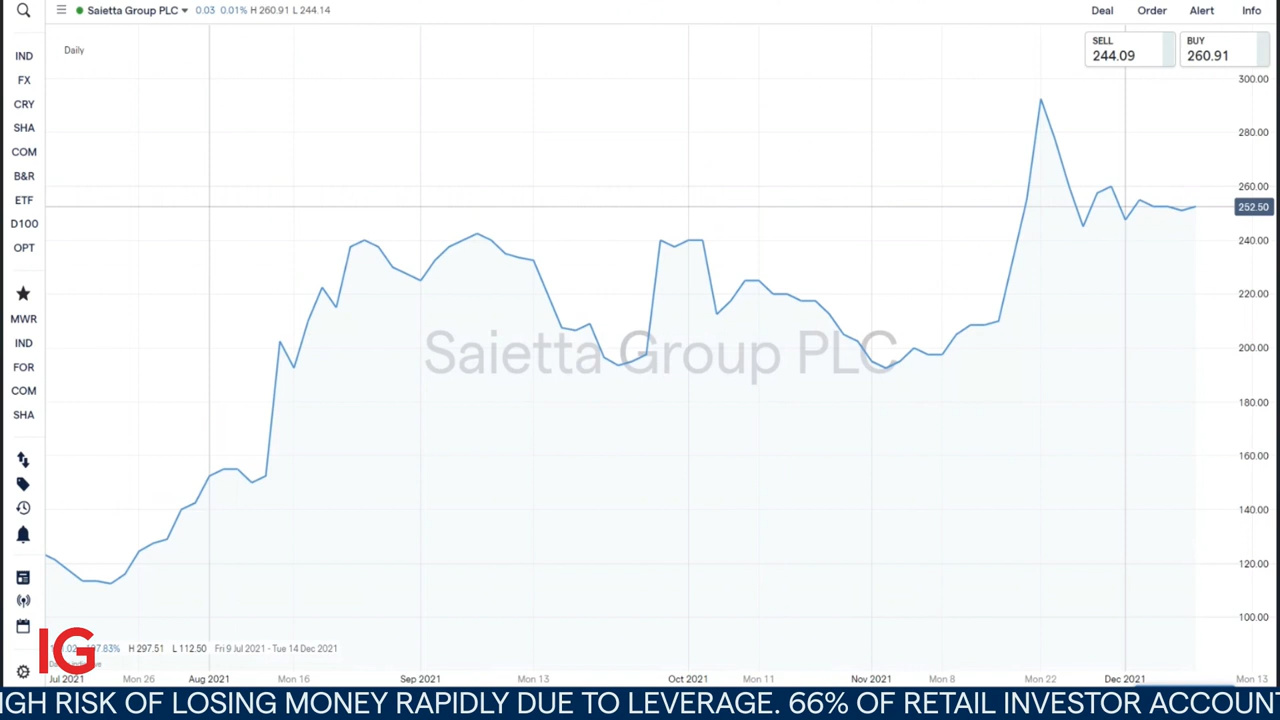 Saietta Group PLC 0.03 0.01% H 260.91 L 244.14 Deal Order Alert Info
Daily
SELL
244.09
BUY
260.91
IND
FX
CRY
SHA
COM
B&R
ETF
D100
OPT
MWR
IND
FOR
COM
SHA
300.00
280.00
260.00
252.50
240.00
220.00
200.00
180.00
160.00
140.00
120.00
100.00
Saietta Group PLC
H 297.51 L 112.50 Fri 9 Jul 2021 - Tue 14 Dec 2021
IG
Jul 2021 Mon 26 Aug 2021 Mon 16 Sep 2021 Mon 13 Oct 2021 Mon 11 Nov 2021 Mon 8 Mon 22 Dec 2021 Mon 13
IGH RISK OF LOSING MONEY RAPIDLY DUE TO LEVERAGE. 66% OF RETAIL INVESTOR ACCOUN